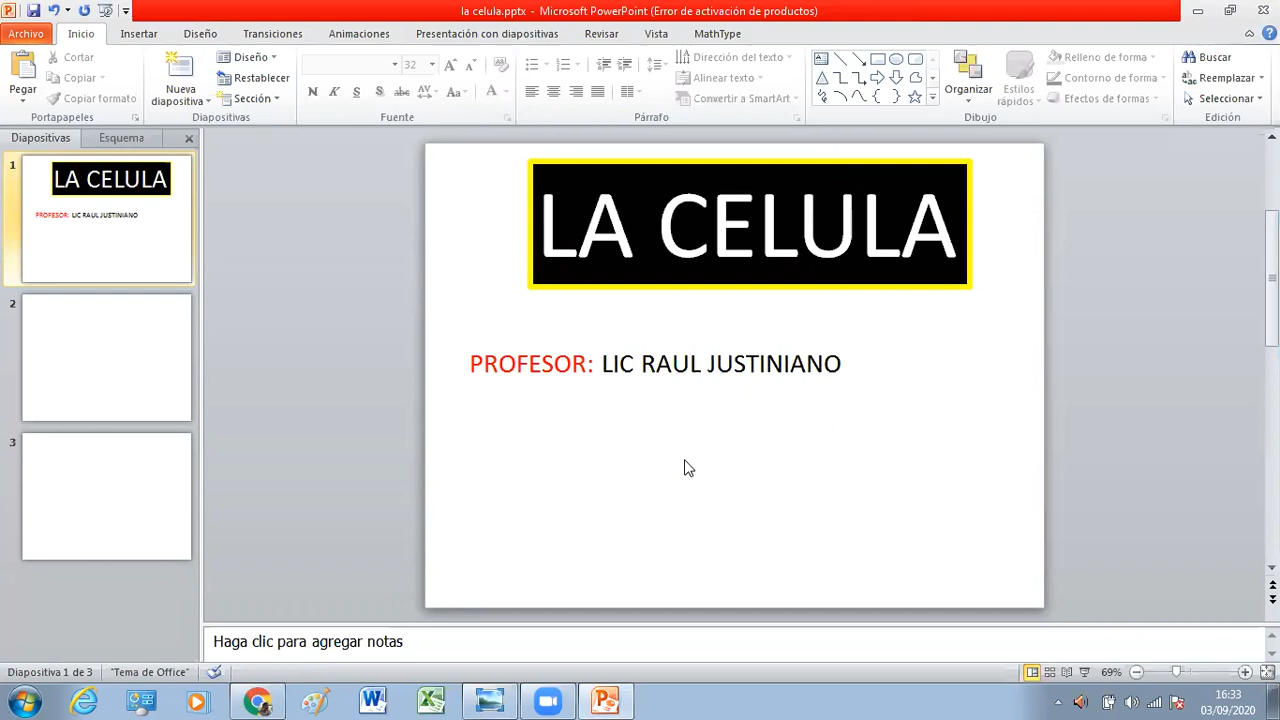 la celula.pptx - Microsoft PowerPoint (Error de activación de productos)
Archivo Inicio Insertar Diseño Transiciones Animaciones Presentación con diapositivas Revisar Vista MathType
Pegar
Cortar
Copiar
Copiar formato
Portapapeles
Nueva diapositiva
Diseño
Restablecer
Sección
Diapositivas
32
N K S S abc AV Aa A
Fuente
Dirección del texto
Alinear texto
Convertir a SmartArt
Párrafo
Organizar
Estilos rápidos
Relleno de forma
Contorno de forma
Efectos de formas
Dibujo
Buscar
Reemplazar
Seleccionar
Edición
Diapositivas Esquema
1
LA CELULA
PROFESOR: LIC RAUL JUSTINIANO
2
3
LA CELULA
PROFESOR: LIC RAUL JUSTINIANO
Haga clic para agregar notas
Diapositiva 1 de 3 "Tema de Office" 69%
16:33
03/09/2020